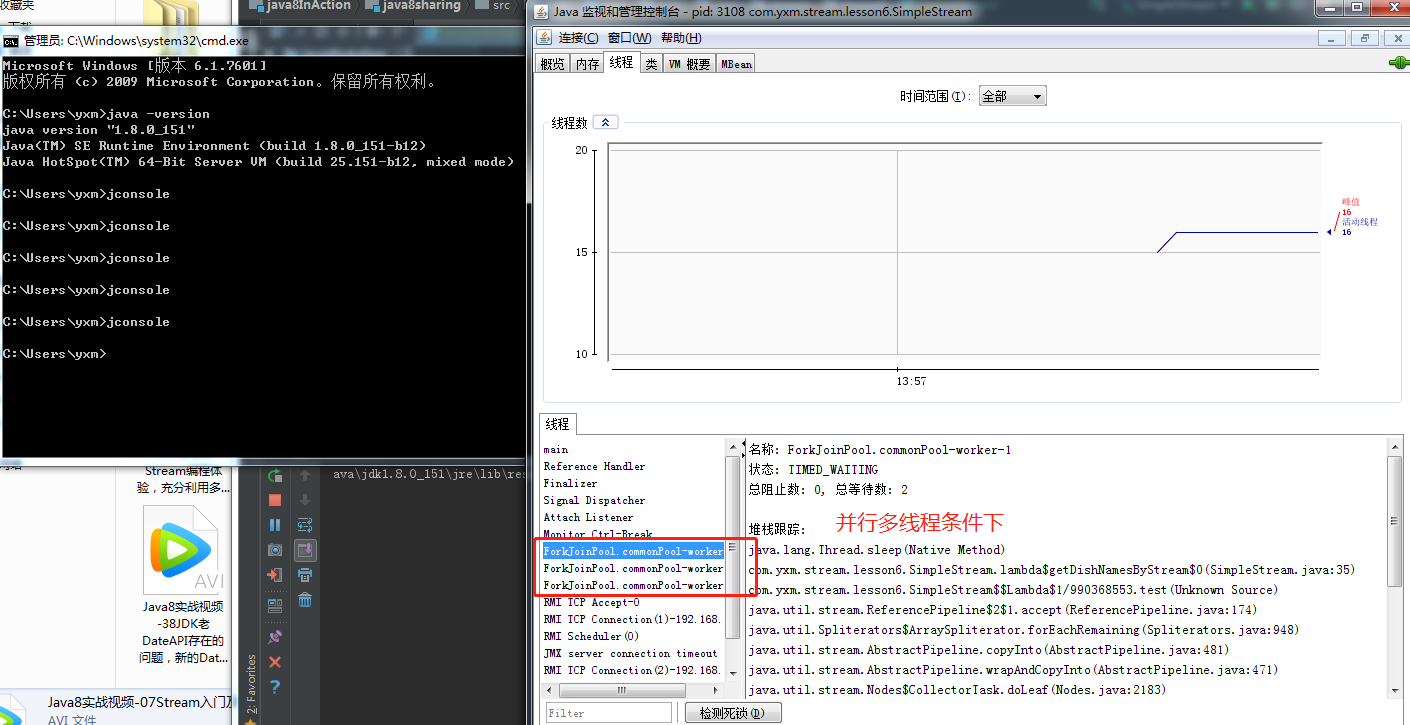 收藏夹
java8InAction
java8sharing
src
管理员: C:\Windows\system32\cmd.exe
Microsoft Windows [版本 6.1.7601]
版权所有 (c) 2009 Microsoft Corporation。保留所有权利。
C:\Users\yxm>java -version
java version "1.8.0_151"
Java(TM) SE Runtime Environment (build 1.8.0_151-b12)
Java HotSpot(TM) 64-Bit Server VM (build 25.151-b12, mixed mode)
C:\Users\yxm>jconsole
C:\Users\yxm>jconsole
C:\Users\yxm>jconsole
C:\Users\yxm>jconsole
C:\Users\yxm>jconsole
C:\Users\yxm>
Stream编程体
验，充分利用多...
AVI
Java8实战视频
-38JDK老
DateAPI存在的
问题，新的Dat...
Java8实战视频-07Stream入门及
AVI 文件
ava\jdk1.8.0_151\jre\lib\res
2: Favorites
Java 监视和管理控制台 - pid: 3108 com.yxm.stream.lesson6.SimpleStream
连接(C) 窗口(W) 帮助(H)
概览 内存 线程 类 VM 概要 MBean
时间范围(I): 全部
线程数
20
15
10
13:57
峰值
16
活动线程
16
线程
main
Reference Handler
Finalizer
Signal Dispatcher
Attach Listener
Monitor Ctrl-Break
ForkJoinPool.commonPool-worker
ForkJoinPool.commonPool-worker
ForkJoinPool.commonPool-worker
RMI TCP Accept-0
RMI TCP Connection(1)-192.168.
RMI Scheduler(0)
JMX server connection timeout
RMI TCP Connection(2)-192.168.
Filter
检测死锁(D)
名称: ForkJoinPool.commonPool-worker-1
状态: TIMED_WAITING
总阻止数: 0, 总等待数: 2
堆栈跟踪:
并行多线程条件下
java.lang.Thread.sleep(Native Method)
com.yxm.stream.lesson6.SimpleStream.lambda$getDishNamesByStream$0(SimpleStream.java:35)
com.yxm.stream.lesson6.SimpleStream$$Lambda$1/990368553.test(Unknown Source)
java.util.stream.ReferencePipeline$2$1.accept(ReferencePipeline.java:174)
java.util.Spliterators$ArraySpliterator.forEachRemaining(Spliterators.java:948)
java.util.stream.AbstractPipeline.copyInto(AbstractPipeline.java:481)
java.util.stream.AbstractPipeline.wrapAndCopyInto(AbstractPipeline.java:471)
java.util.stream.Nodes$CollectorTask.doLeaf(Nodes.java:2183)